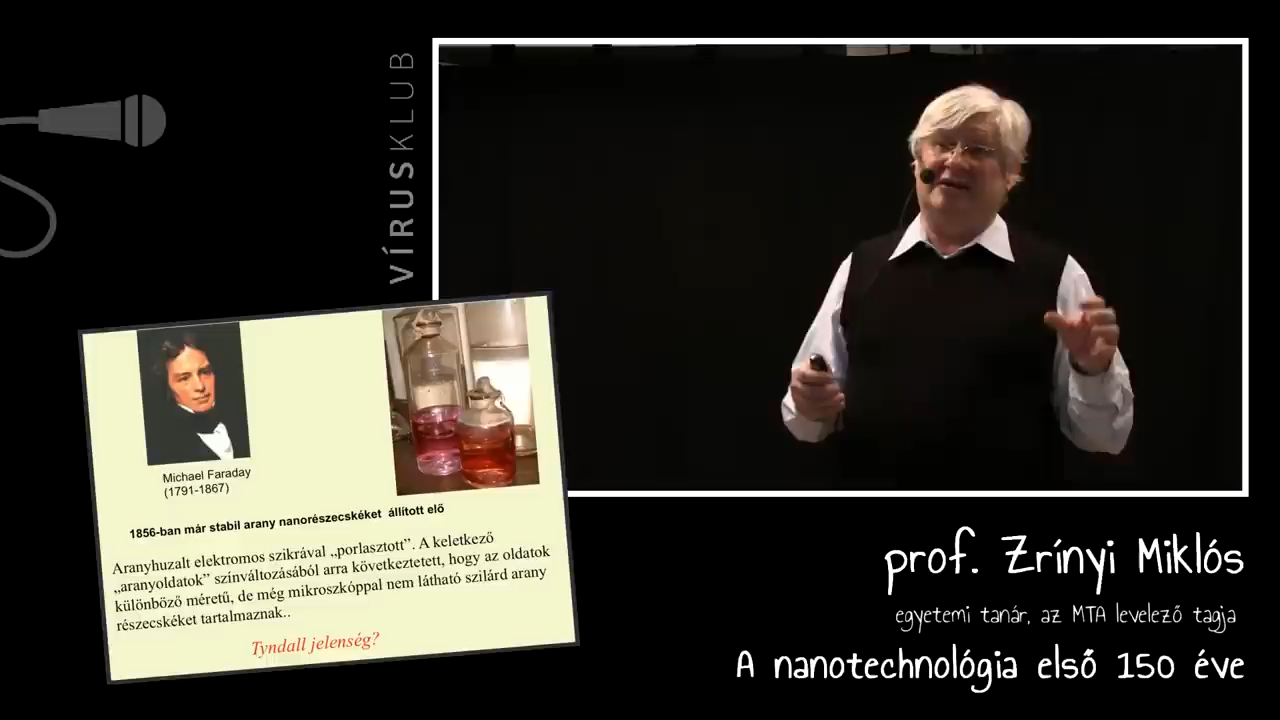 VÍRUSKLUB
Michael Faraday
(1791-1867)
1856-ban már stabil arany nanorészecskéket állított elő
Aranyhuzalt elektromos szikrával „porlasztott”. A keletkező
„aranyoldatok” színváltozásából arra következtetett, hogy az oldatok
különböző méretű, de még mikroszkóppal nem látható szilárd arany
részecskéket tartalmaznak..
Tyndall jelenség?
prof. Zrínyi Miklós
egyetemi tanár, az MTA levelező tagja
A nanotechnológia első 150 éve